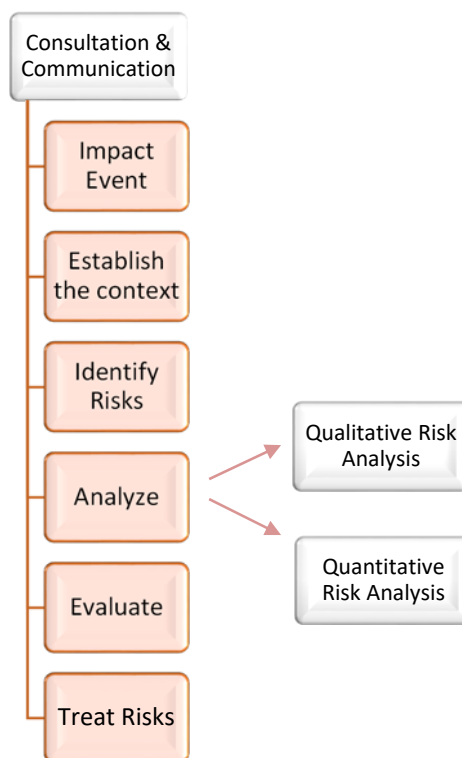 Consultation &
Communication
Impact
Event
Establish
the context
Identify
Risks
Qualitative Risk
Analysis
Analyze
Quantitative
Risk Analysis
Evaluate
Treat Risks